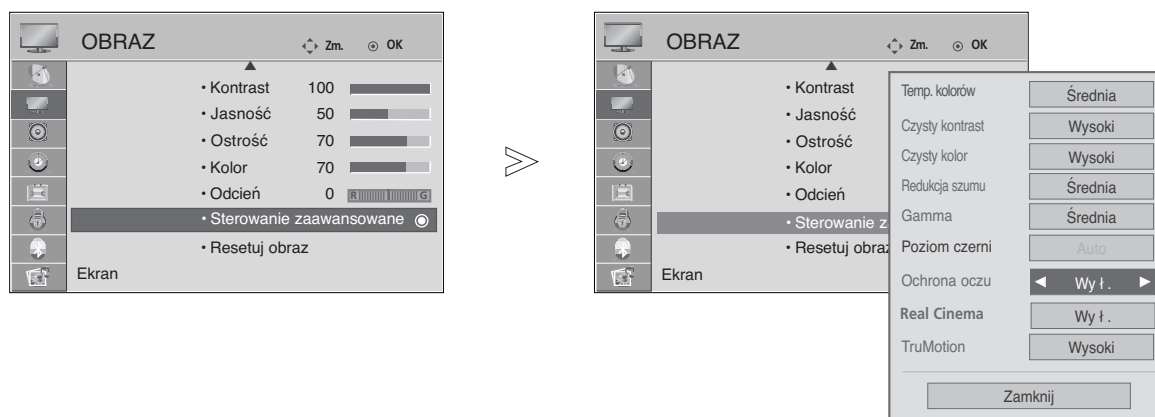 OBRAZ
Zm.
OK
• Kontrast 100
• Jasność 50
• Ostrość 70
• Kolor 70
• Odcień 0 R G
• Sterowanie zaawansowane
• Resetuj obraz
Ekran
OBRAZ
Zm.
OK
• Kontrast
• Jasność
• Ostrość
• Kolor
• Odcień
• Sterowanie z
• Resetuj obraz
Ekran
Temp. kolorów Średnia
Czysty kontrast Wysoki
Czysty kolor Wysoki
Redukcja szumu Średnia
Gamma Średnia
Poziom czerni Auto
Ochrona oczu ◄ Wy ł . ►
Real Cinema Wy ł .
TruMotion Wysoki
Zamknij